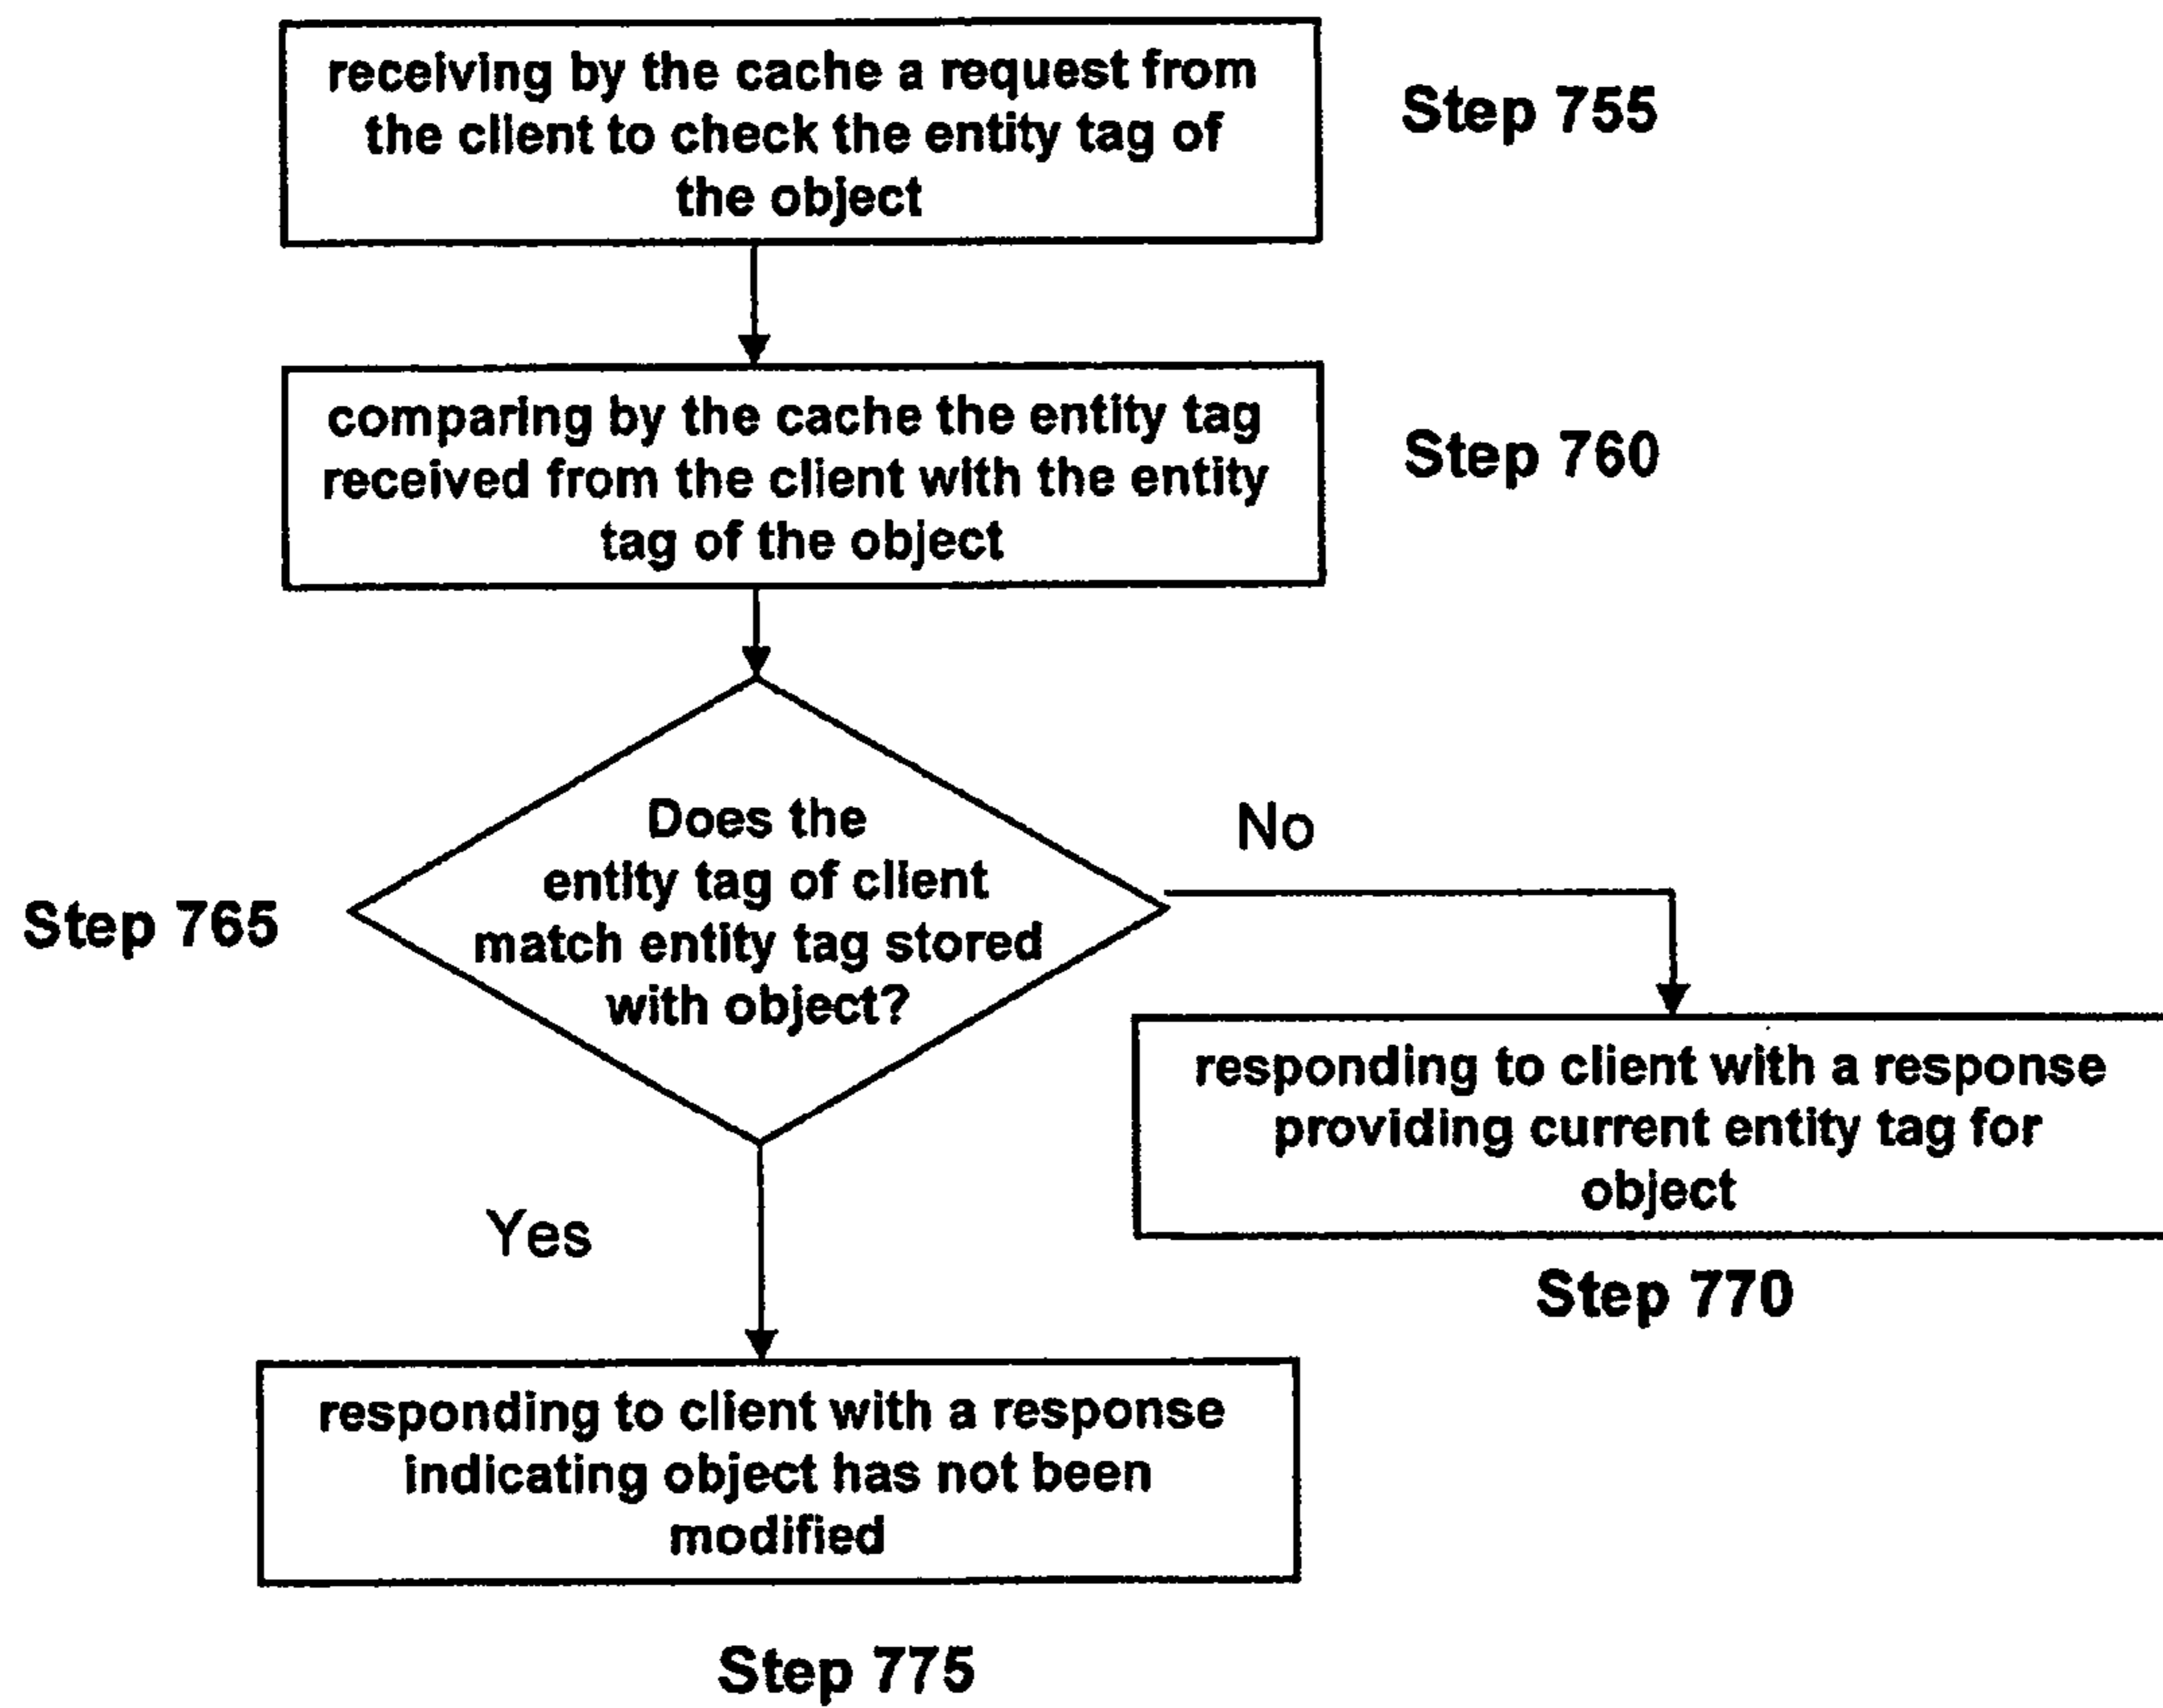 receiving by the cache a request from
the client to check the entity tag of
the object
Step 755
comparing by the cache the entity tag
received from the client with the entity
tag of the object
Step 760
Does the
entity tag of client
match entity tag stored
with object?
Step 765
No
responding to client with a response
providing current entity tag for
object
Step 770
Yes
responding to client with a response
indicating object has not been
modified
Step 775